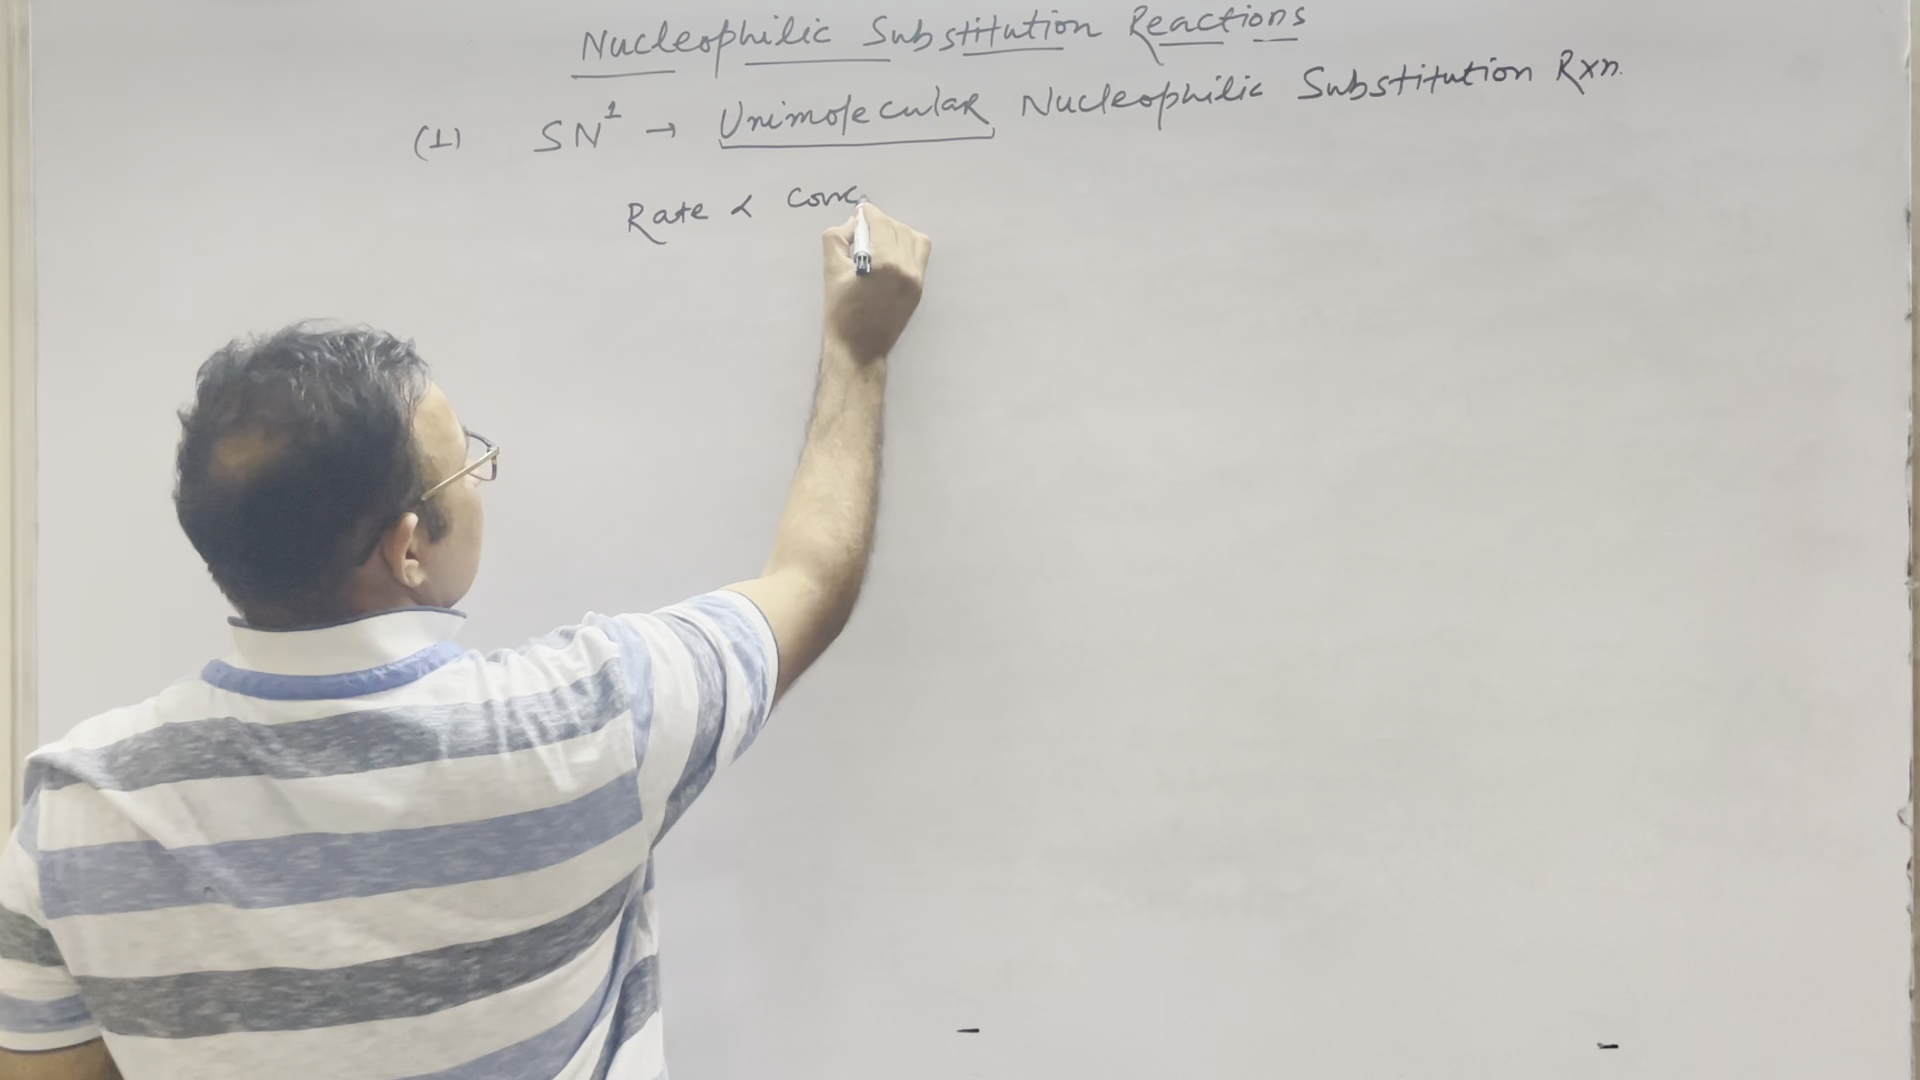 Nucleophilic Substitution Reactions
(1) SN¹ → Unimolecular Nucleophilic Substitution Rxn.
Rate α Conc